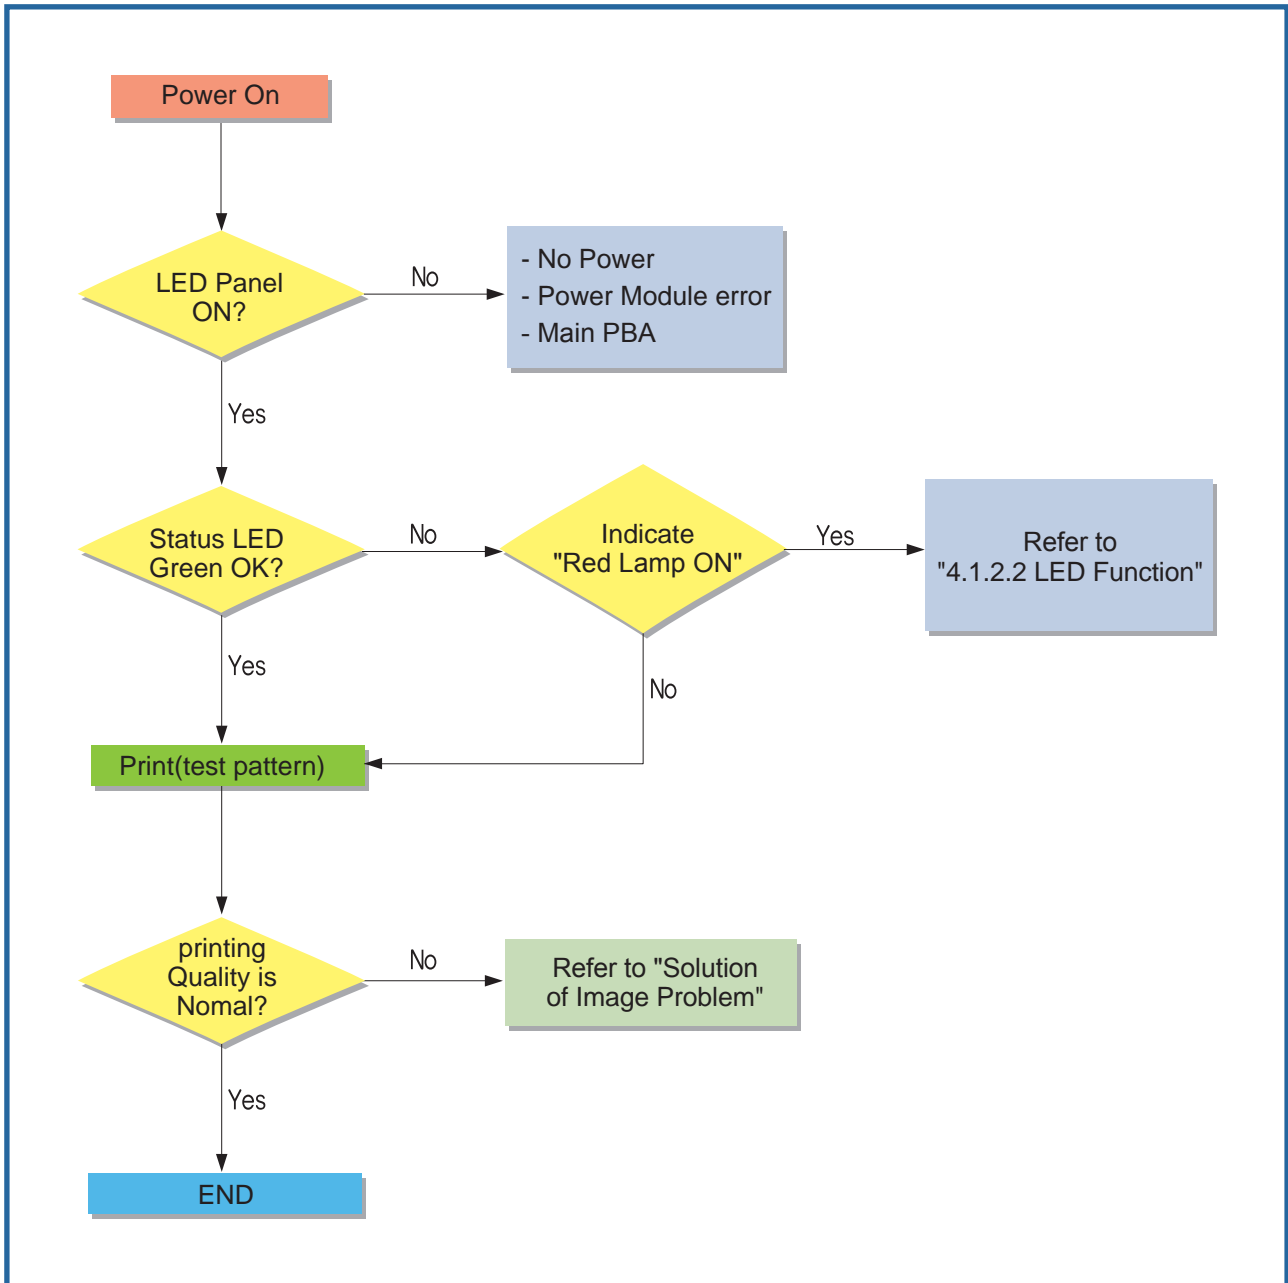 Power On
LED Panel
ON?
No
- No Power
- Power Module error
- Main PBA
Yes
Status LED
Green OK?
No
Indicate
"Red Lamp ON"
Yes
Refer to
"4.1.2.2 LED Function"
Yes
No
Print(test pattern)
printing
Quality is
Nomal?
No
Refer to "Solution
of Image Problem"
Yes
END